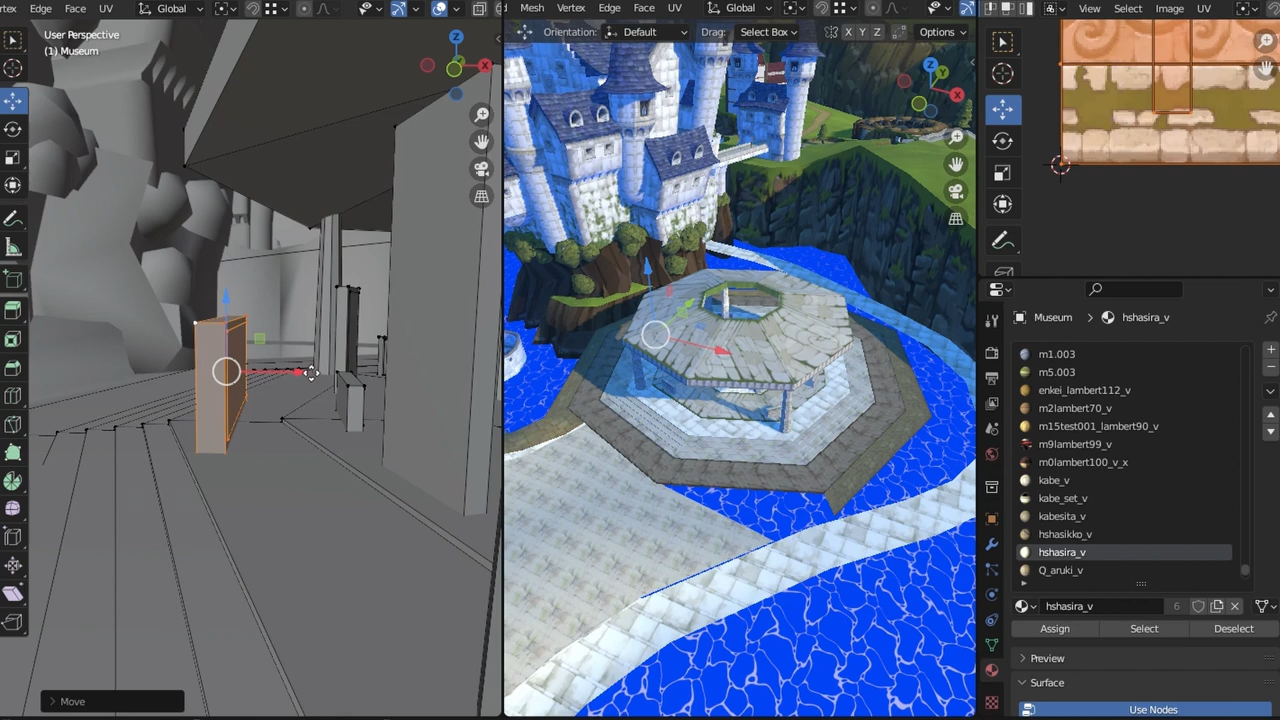 rtex Edge Face UV Global
User Perspective
(1) Museum
Z
X
Move
Mesh Vertex Edge Face UV Global
Orientation: Default Drag: Select Box X Y Z Options
Z
Y
X
View Select Image UV
Museum > hshasira_v
m1.003
m5.003
enkei_lambert112_v
m2lambert70_v
m15test001_lambert90_v
m9lambert99_v
m0lambert100_v_x
kabe_v
kabe_set_v
kabesita_v
hshasikko_v
hshasira_v
Q_aruki_v
hshasira_v 6
Assign Select Deselect
Preview
Surface
Use Nodes